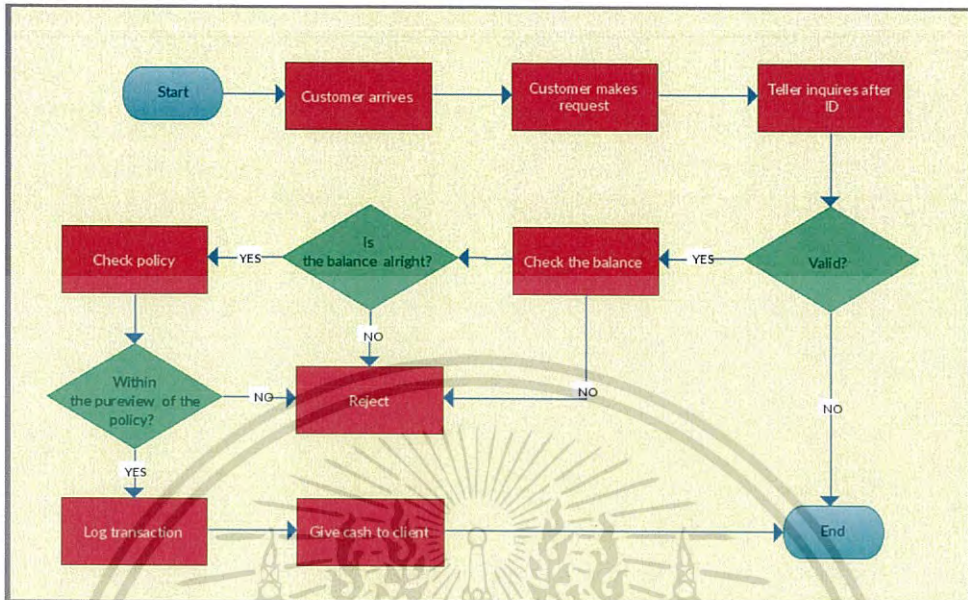 Start
Customer arrives
Customer makes
request
Teller inquires after
ID
Check policy
YES
Is
the balance alright?
Check the balance
YES
Valid?
NO
Within
the pureview of the
policy?
NO
Reject
NO
NO
YES
Log transaction
Give cash to client
End